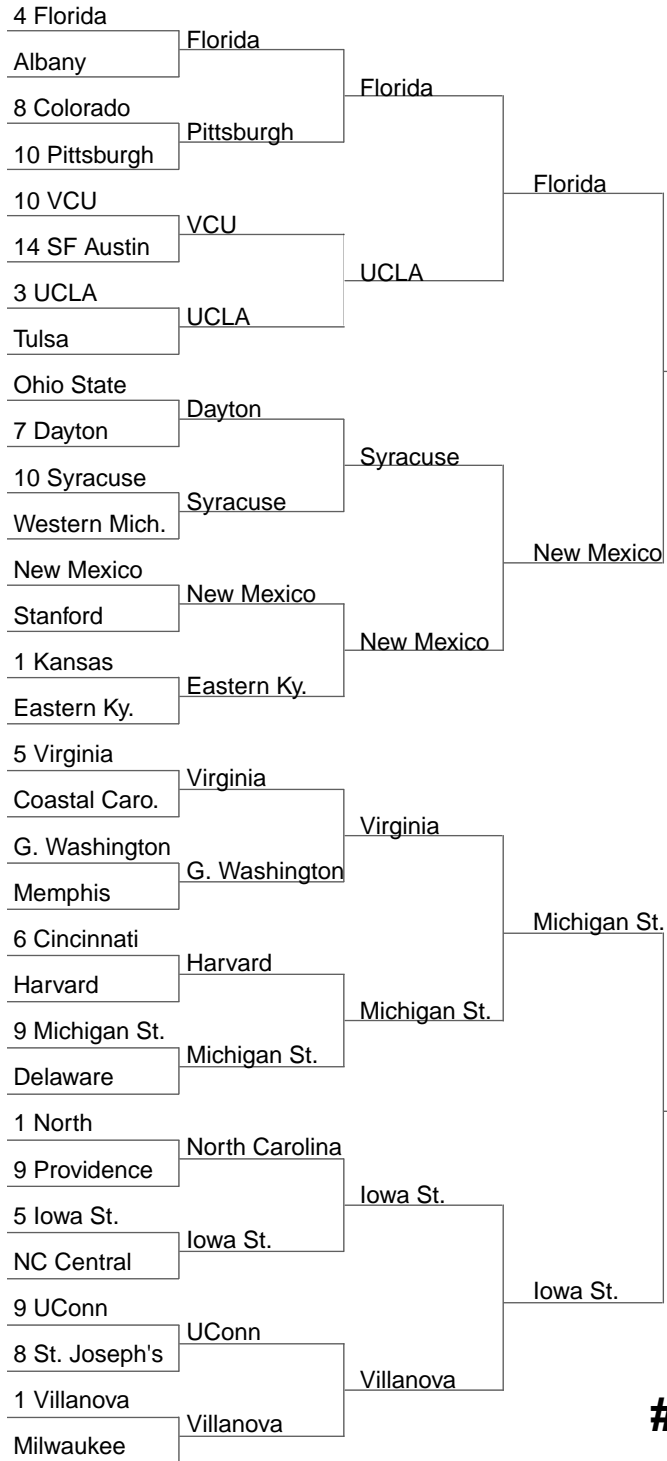 4 Florida
Albany
8 Colorado
10 Pittsburgh
10 VCU
14 SF Austin
3 UCLA
Tulsa
Ohio State
7 Dayton
10 Syracuse
Western Mich.
New Mexico
Stanford
1 Kansas
Eastern Ky.
5 Virginia
Coastal Caro.
G. Washington
Memphis
6 Cincinnati
Harvard
9 Michigan St.
Delaware
1 North
9 Providence
5 Iowa St.
NC Central
9 UConn
8 St. Joseph's
1 Villanova
Milwaukee
Florida
Pittsburgh
VCU
UCLA
Dayton
Syracuse
New Mexico
Eastern Ky.
Virginia
G. Washington
Harvard
Michigan St.
North Carolina
Iowa St.
UConn
Villanova
Florida
UCLA
Syracuse
New Mexico
Virginia
Michigan St.
Iowa St.
Villanova
Florida
New Mexico
Michigan St.
Iowa St.
#